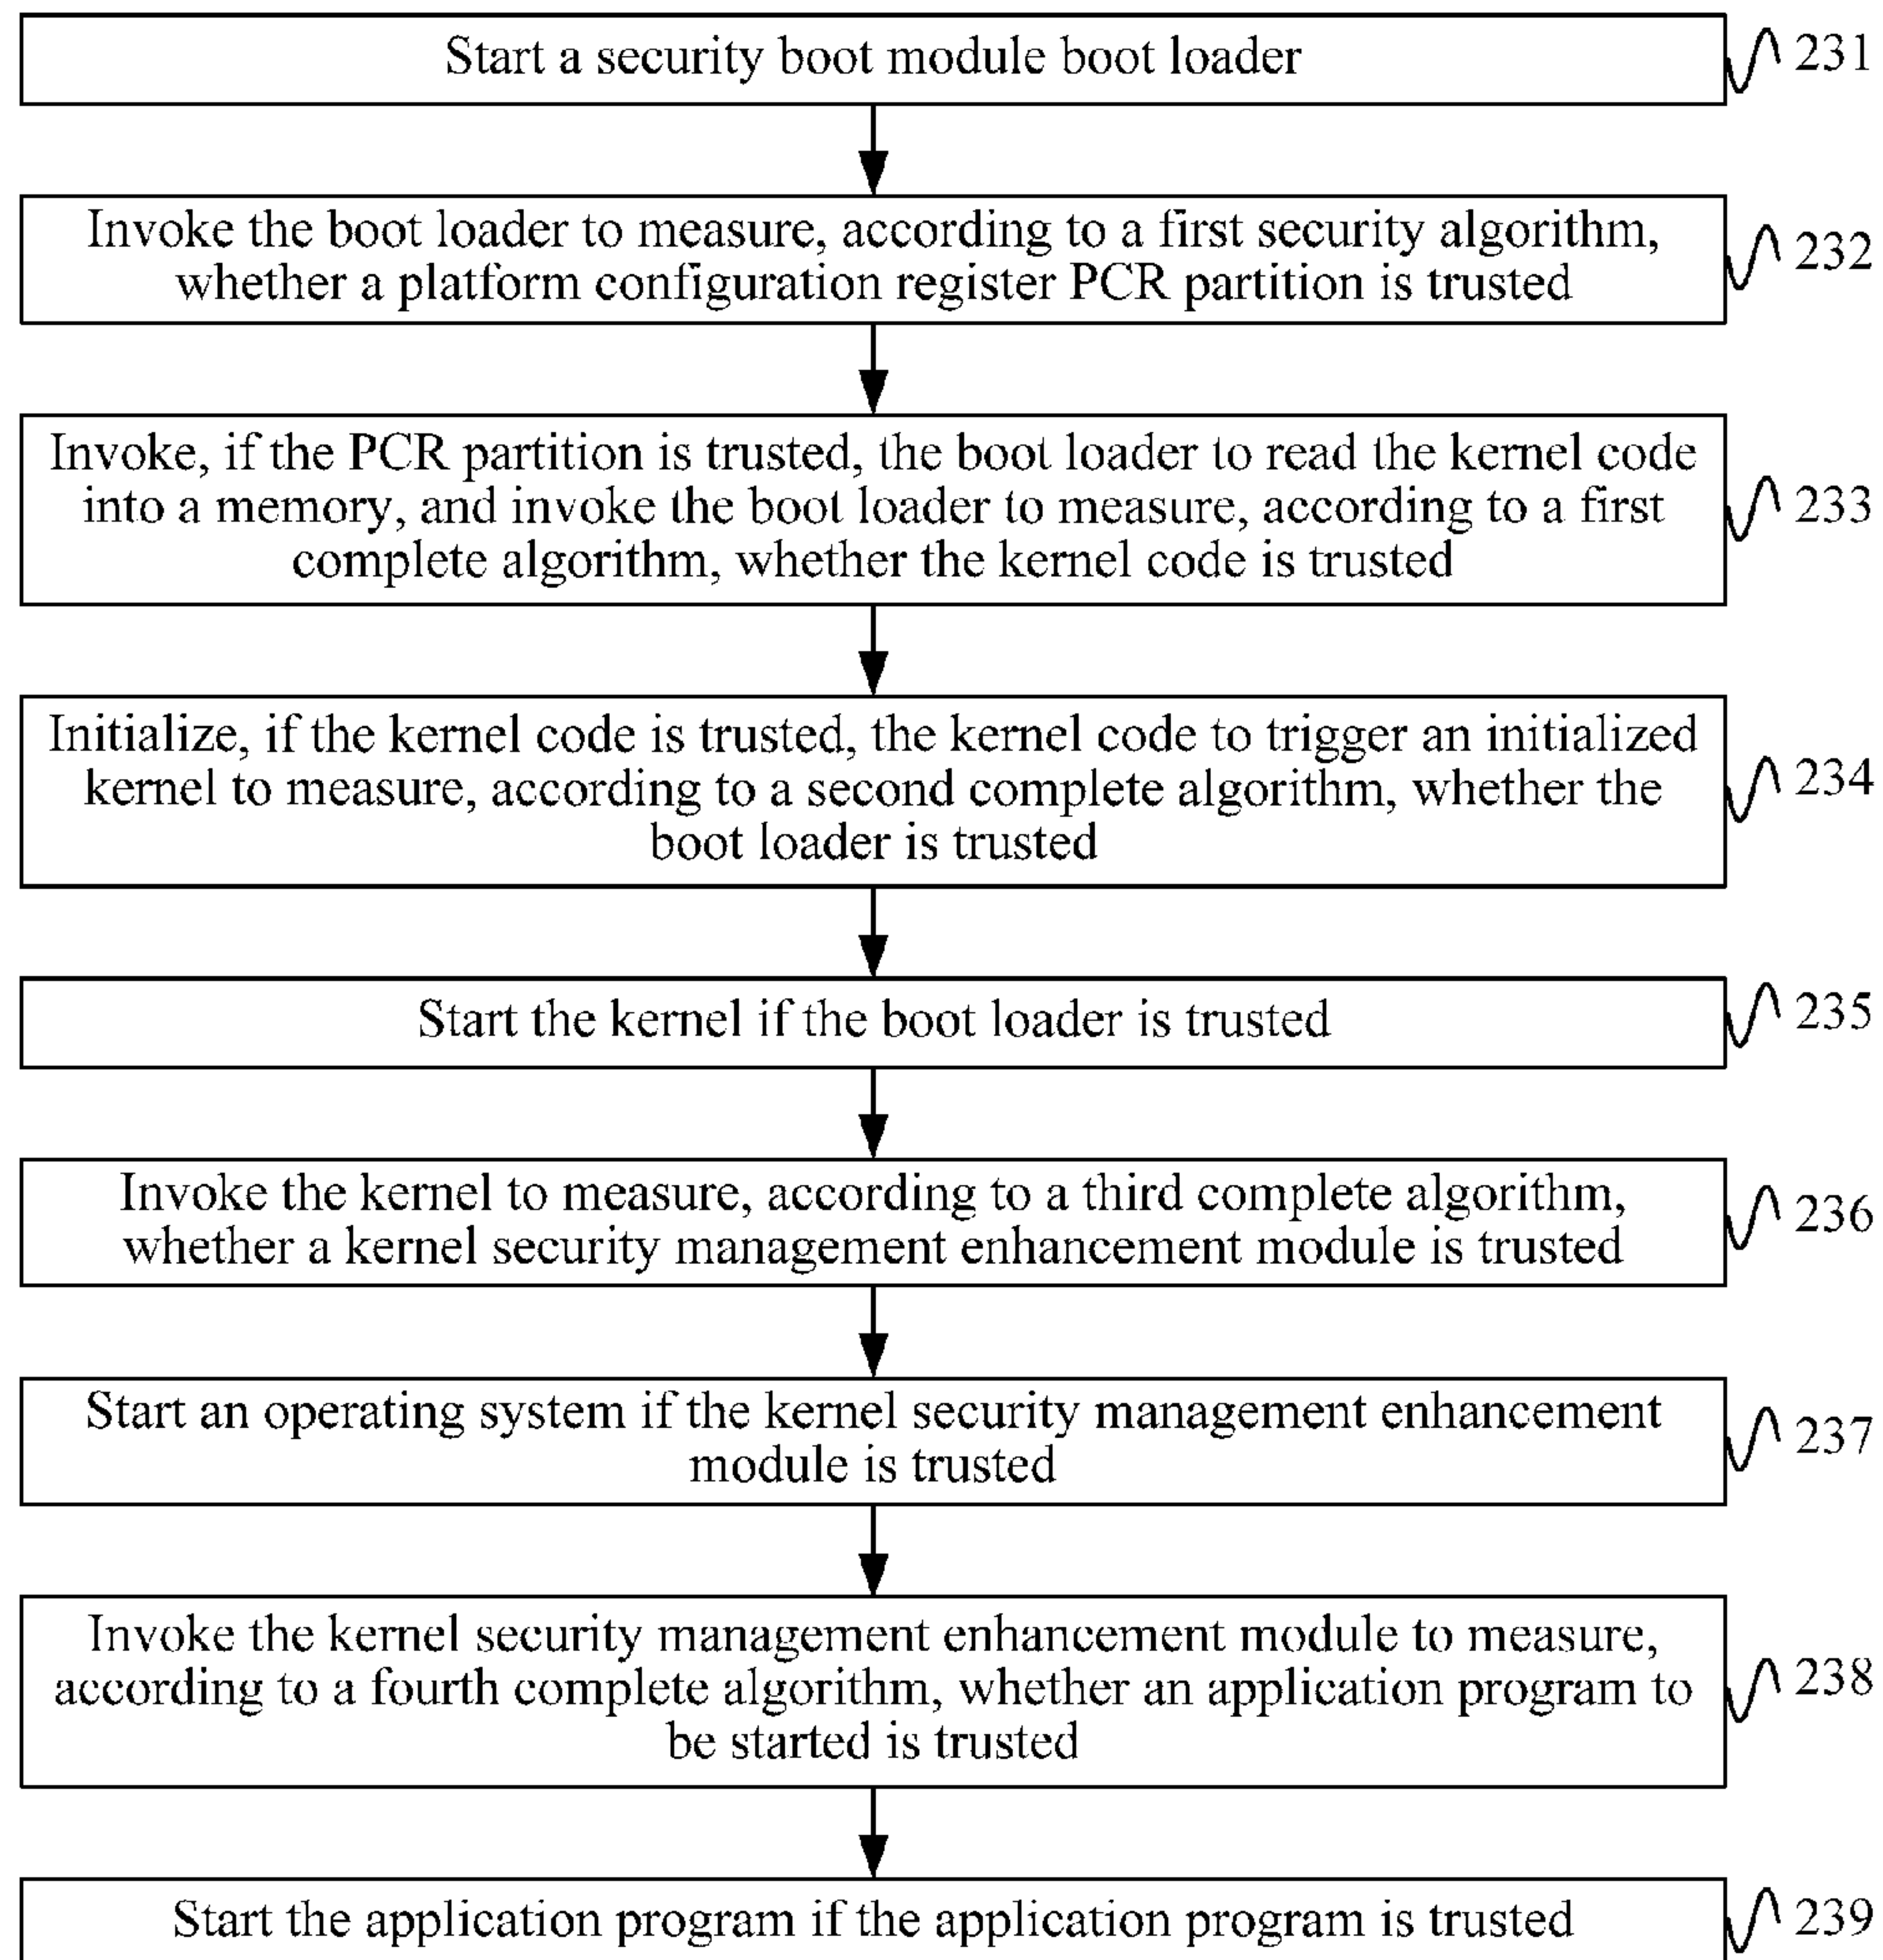 Start a security boot module boot loader
231
Invoke the boot loader to measure, according to a first security algorithm,
whether a platform configuration register PCR partition is trusted
232
Invoke, if the PCR partition is trusted, the boot loader to read the kernel code
into a memory, and invoke the boot loader to measure, according to a first
complete algorithm, whether the kernel code is trusted
233
Initialize, if the kernel code is trusted, the kernel code to trigger an initialized
kernel to measure, according to a second complete algorithm, whether the
boot loader is trusted
234
Start the kernel if the boot loader is trusted
235
Invoke the kernel to measure, according to a third complete algorithm,
whether a kernel security management enhancement module is trusted
236
Start an operating system if the kernel security management enhancement
module is trusted
237
Invoke the kernel security management enhancement module to measure,
according to a fourth complete algorithm, whether an application program to
be started is trusted
238
Start the application program if the application program is trusted
239